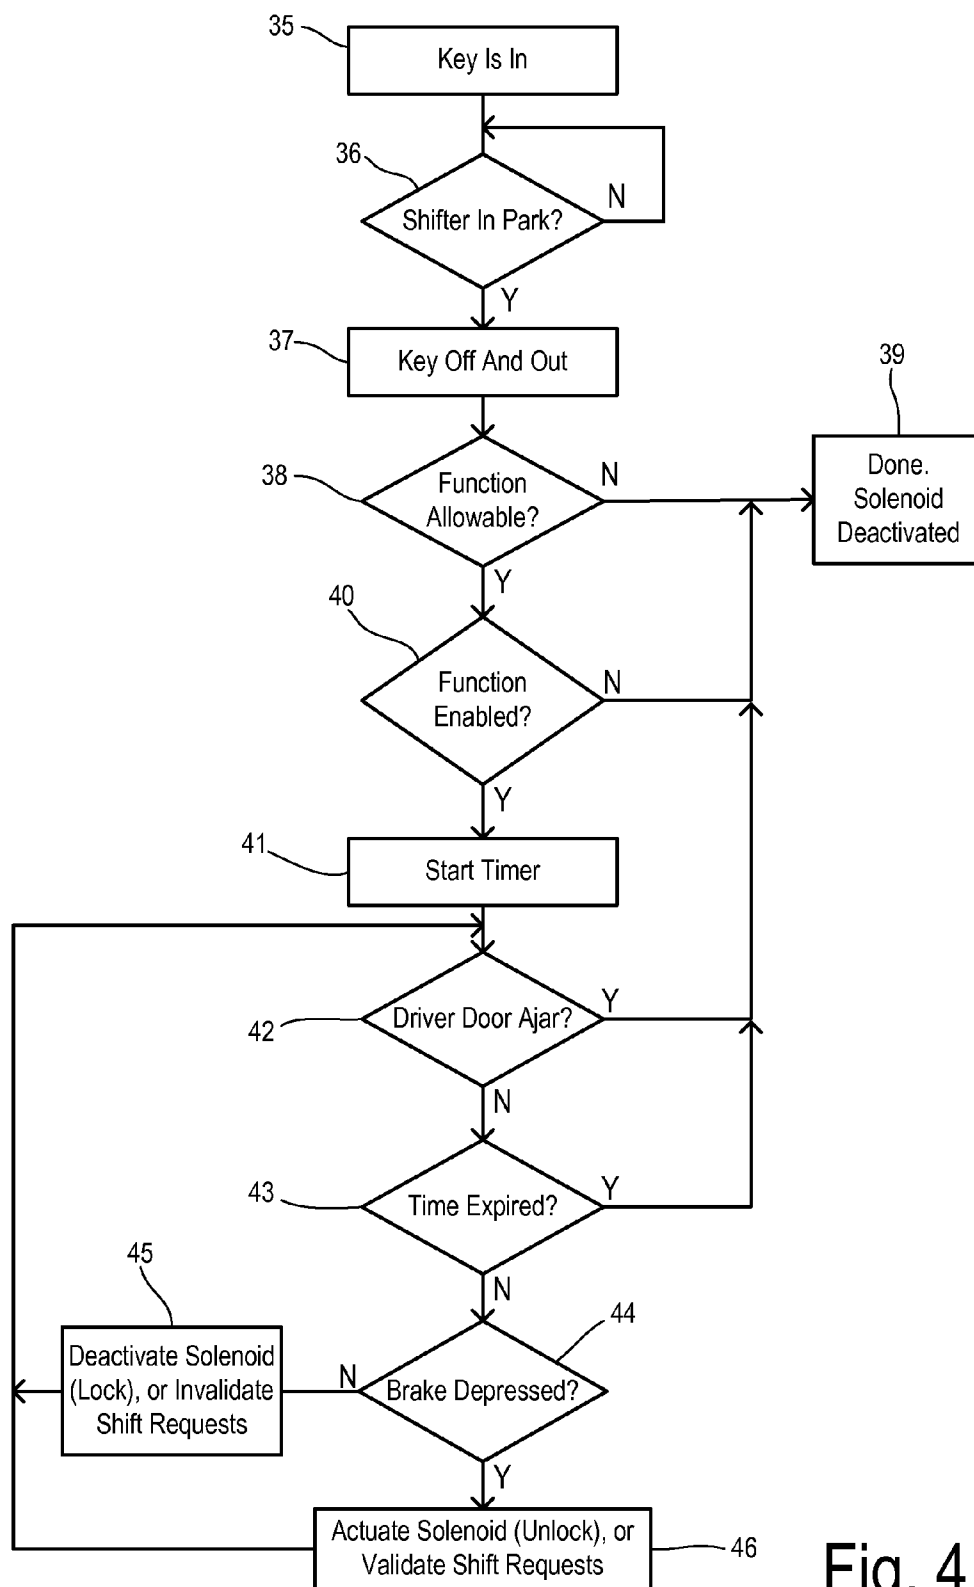 35
Key Is In
36
Shifter In Park?
N
Y
37
Key Off And Out
39
Done.
Solenoid
Deactivated
38
Function
Allowable?
N
Y
40
Function
Enabled?
N
Y
41
Start Timer
42
Driver Door Ajar?
Y
N
43
Time Expired?
Y
N
45
Deactivate Solenoid
(Lock), or Invalidate
Shift Requests
44
Brake Depressed?
N
Y
Actuate Solenoid (Unlock), or
Validate Shift Requests
46
Fig. 4